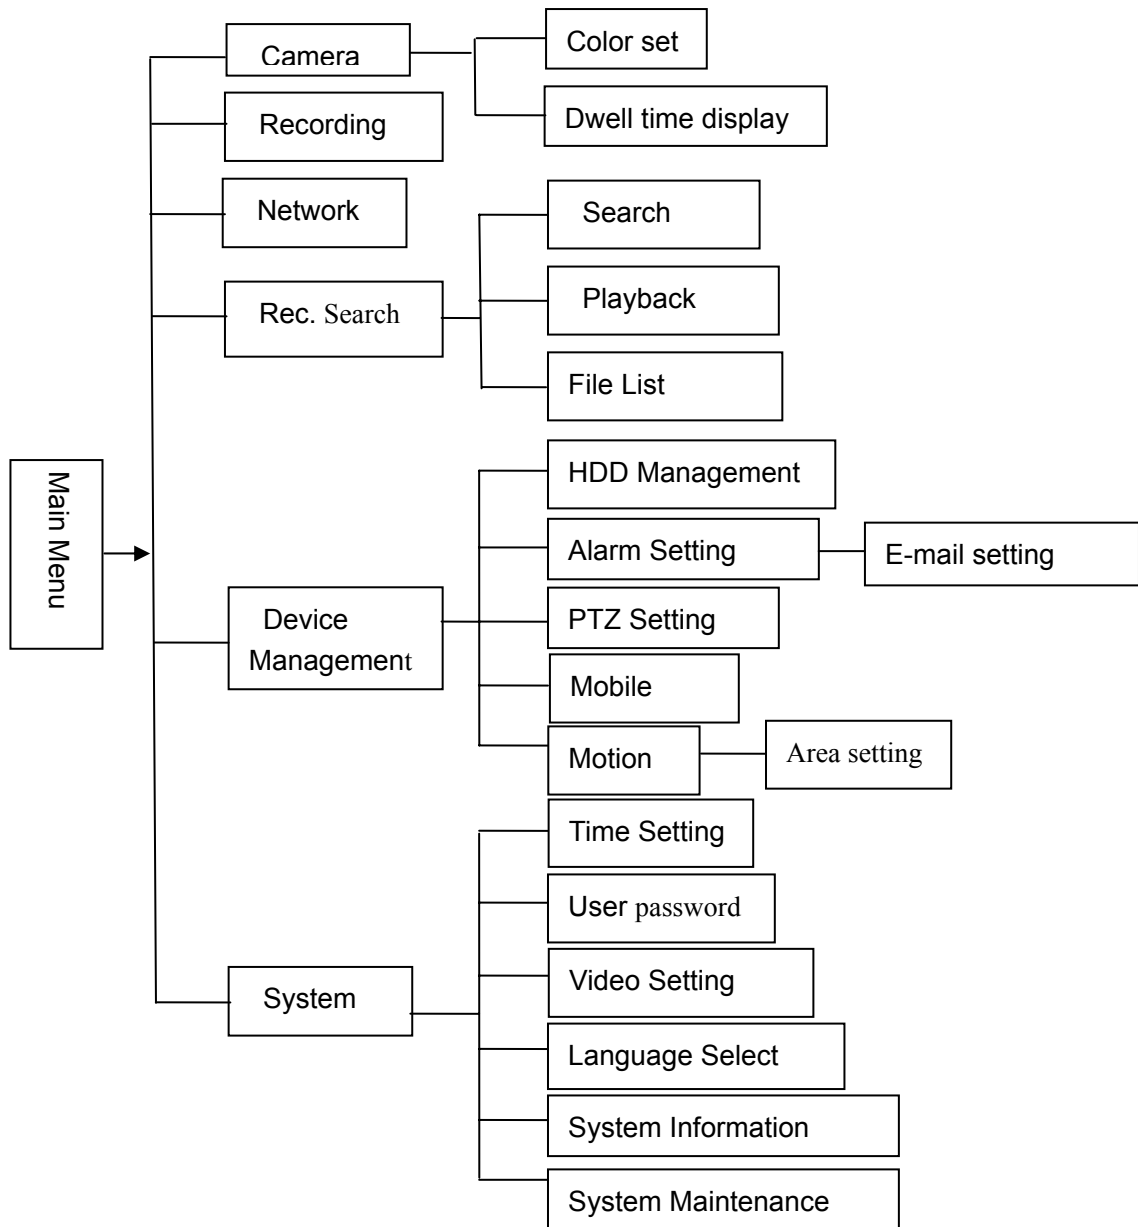 Main Menu
Camera
Color set
Dwell time display
Recording
Network
Rec. Search
Search
Playback
File List
Device
Management
HDD Management
Alarm Setting
E-mail setting
PTZ Setting
Mobile
Motion
Area setting
System
Time Setting
User password
Video Setting
Language Select
System Information
System Maintenance